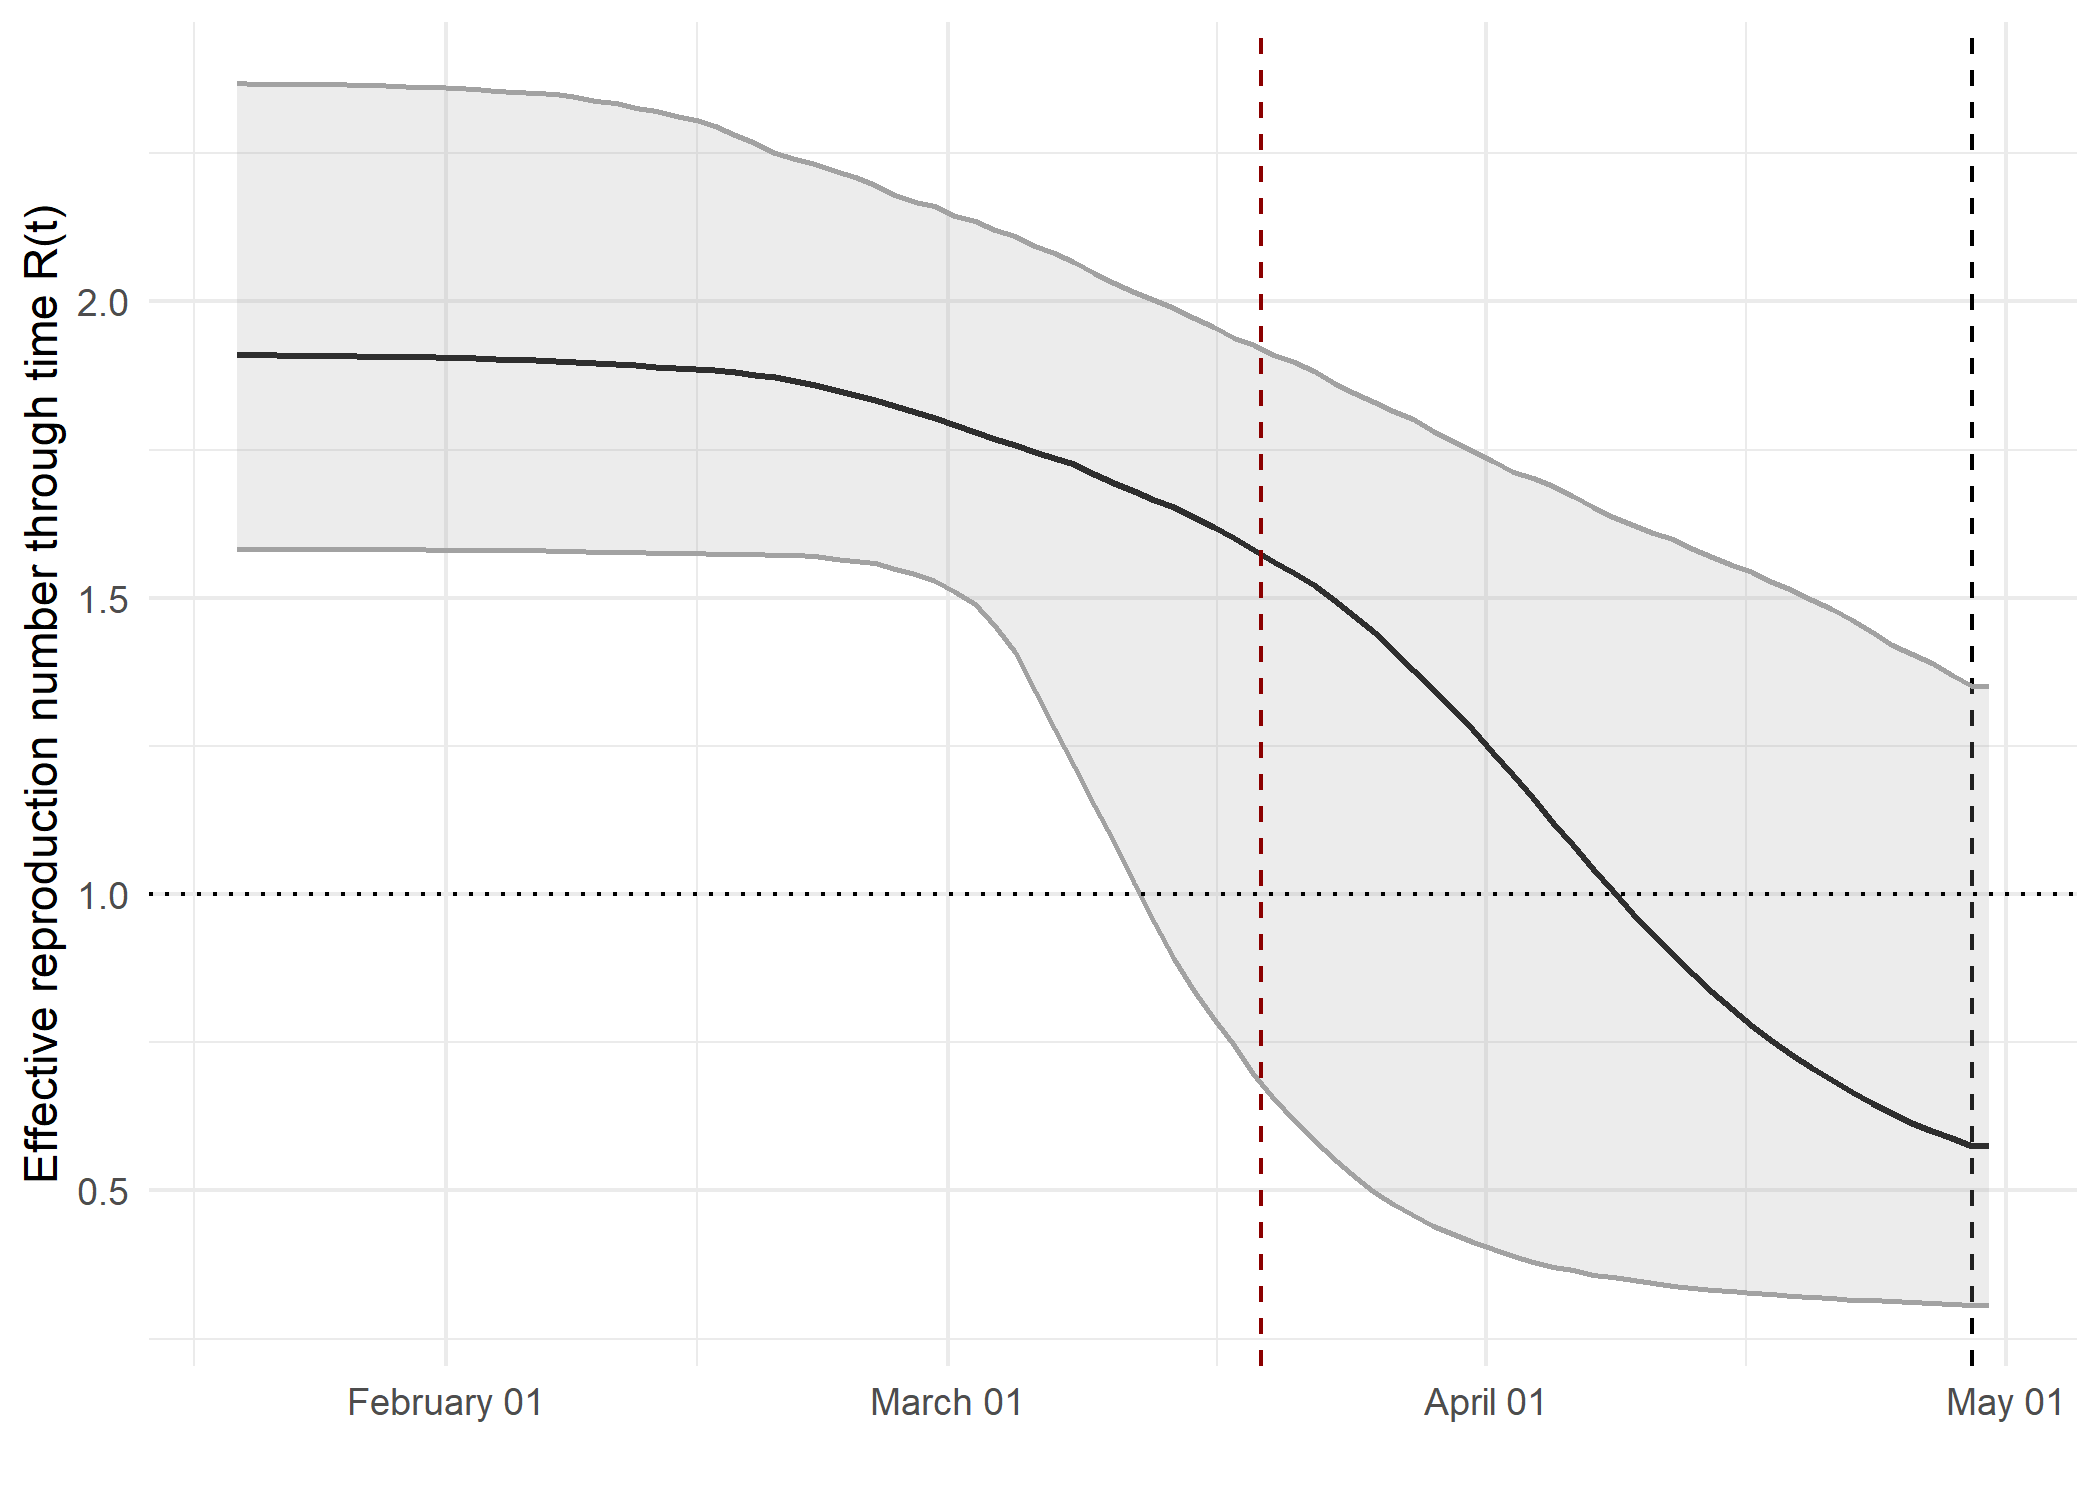 Effective reproduction number through time R(t)
2.0
1.5
1.0
0.5
February 01
March 01
April 01
May 01